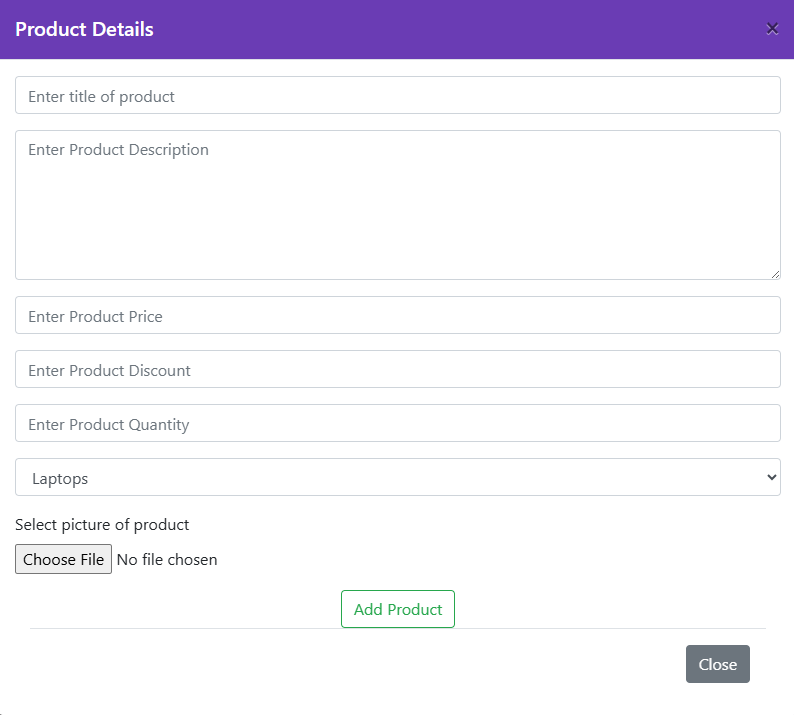 Product Details
×
Enter title of product
Enter Product Description
Enter Product Price
Enter Product Discount
Enter Product Quantity
Laptops
Select picture of product
Choose File No file chosen
Add Product
Close